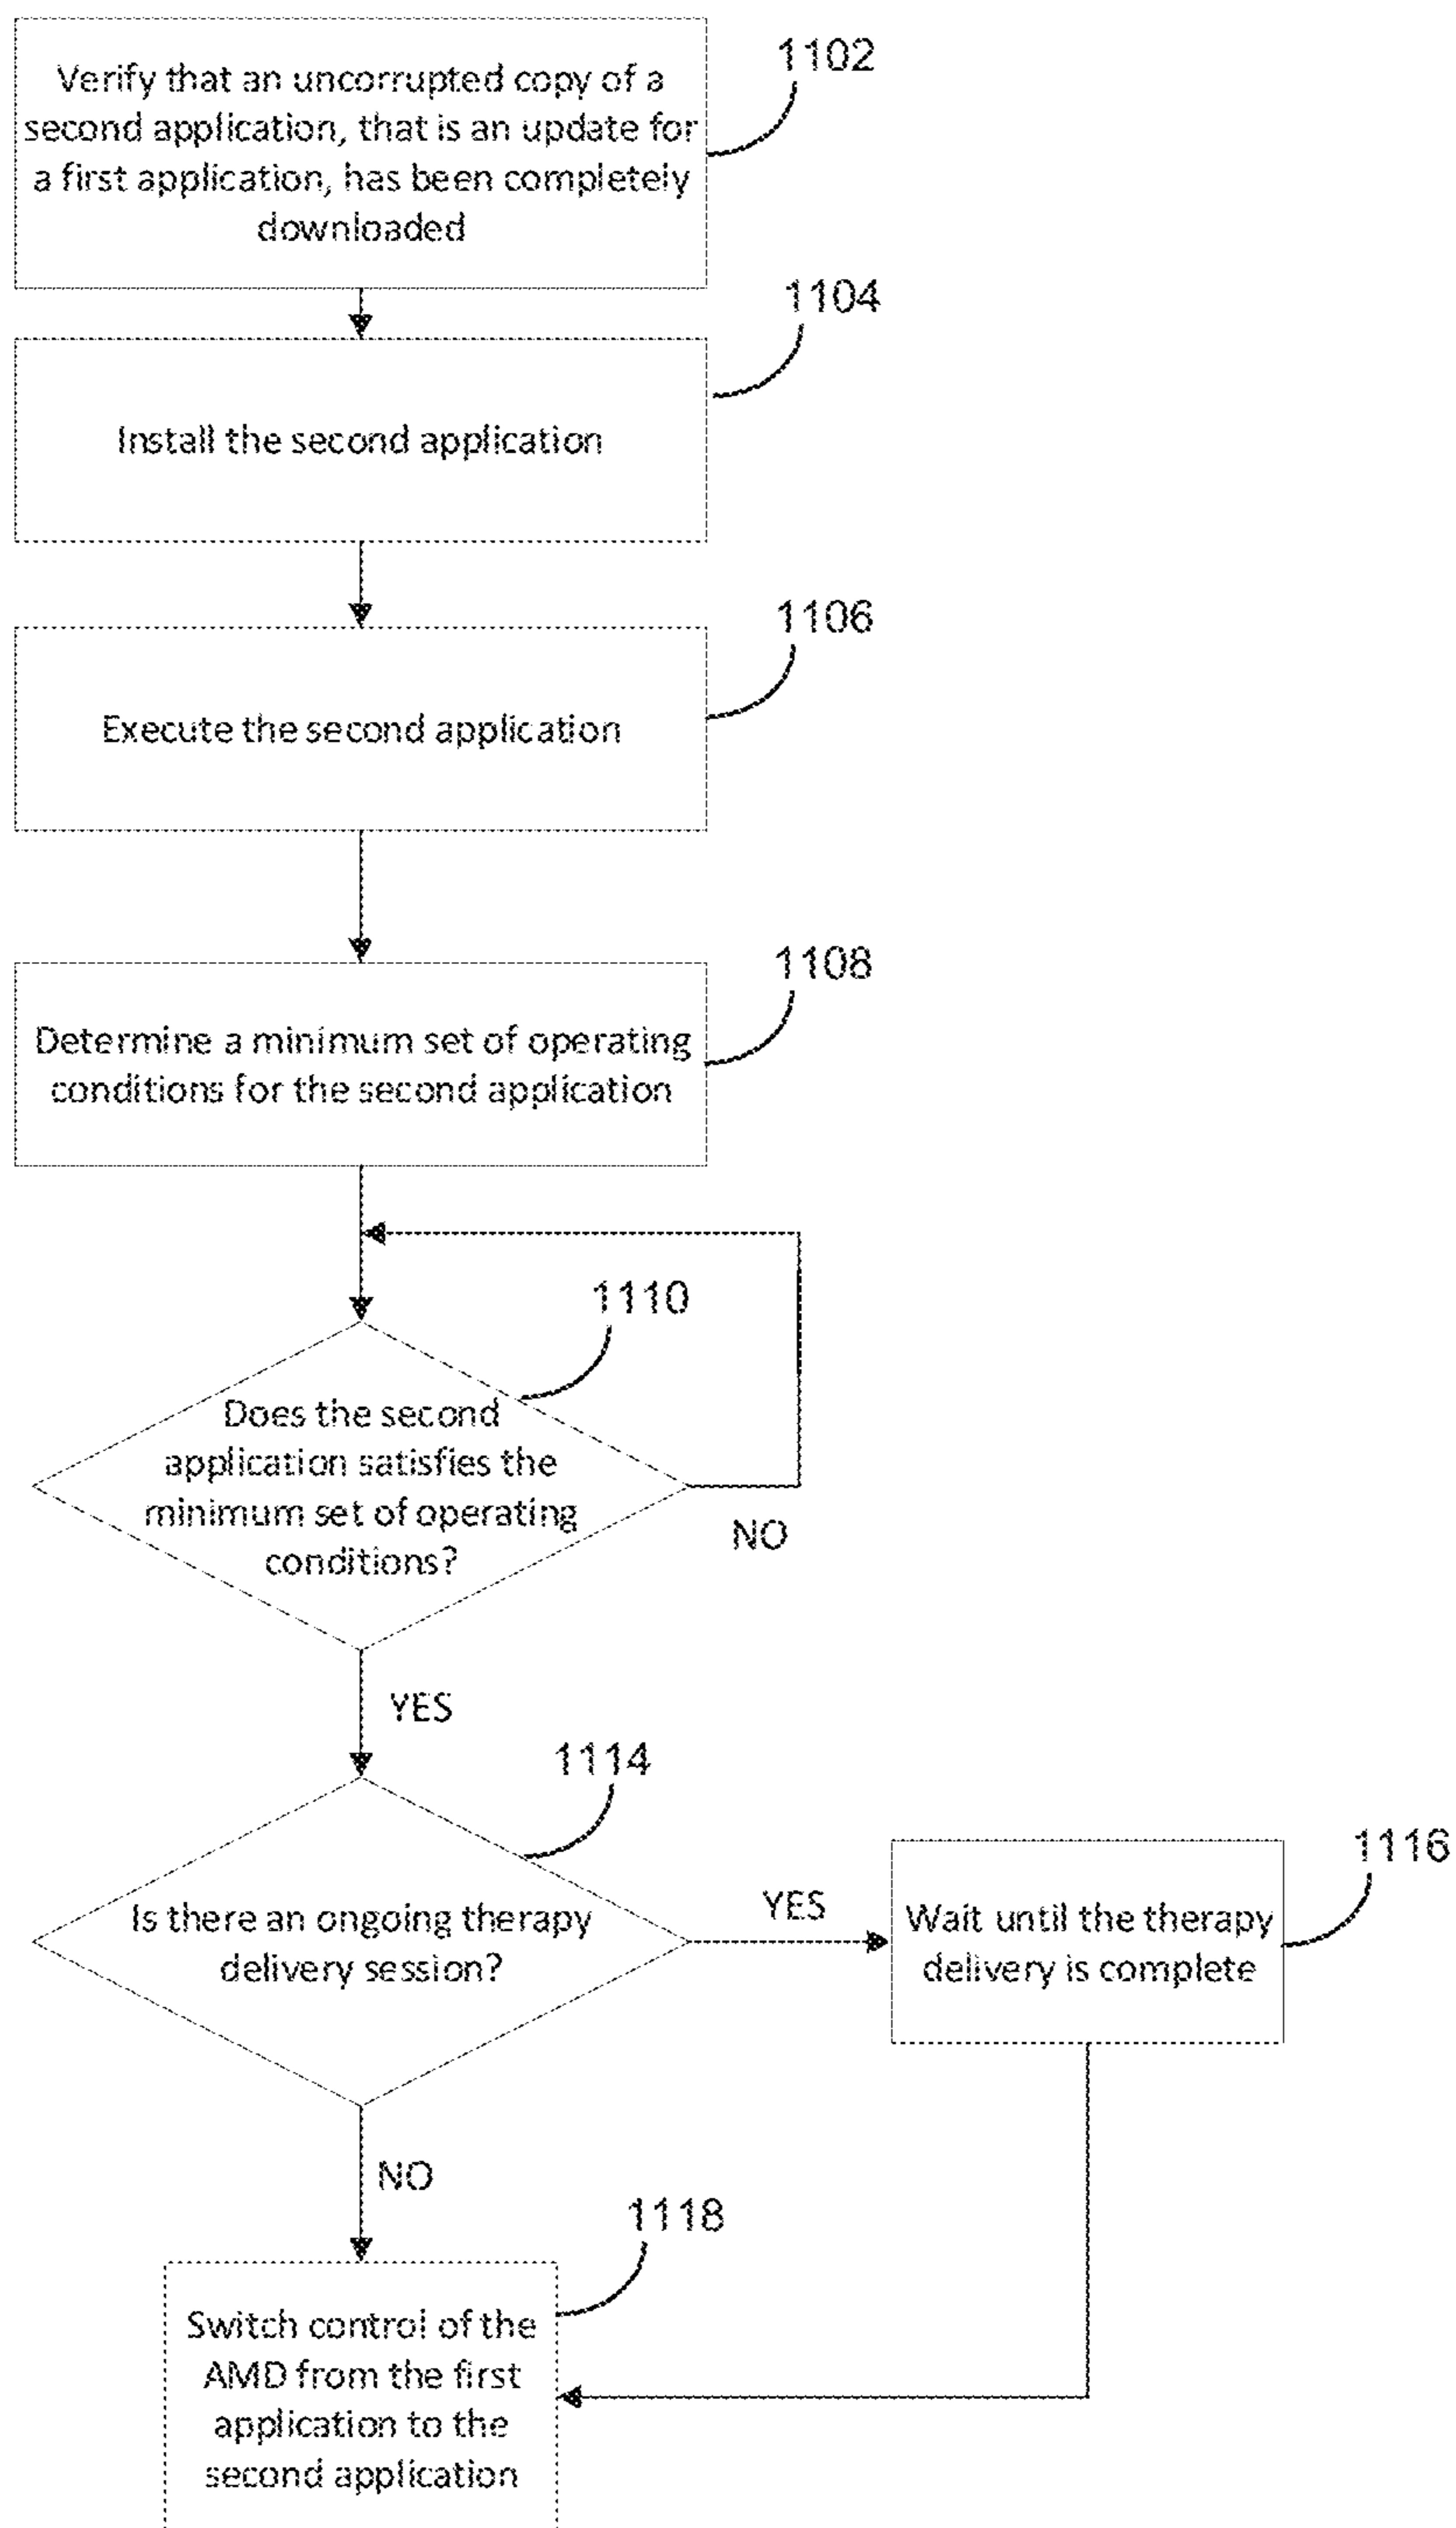 Verify that an uncorrupted copy of a
second application, that is an update for
a first application, has been completely
downloaded
1102
Install the second application
1104
Execute the second application
1106
Determine a minimum set of operating
conditions for the second application
1108
Does the second
application satisfies the
minimum set of operating
conditions?
1110
NO
YES
Is there an ongoing therapy
delivery session?
1114
YES
Wait until the therapy
delivery is complete
1116
NO
Switch control of the
AMD from the first
application to the
second application
1118